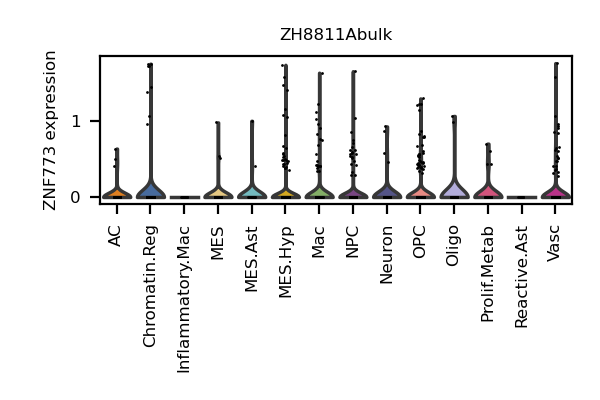 ZH8811Abulk
ZNF773 expression
1
0
AC
Chromatin.Reg
Inflammatory.Mac
MES
MES.Ast
MES.Hyp
Mac
NPC
Neuron
OPC
Oligo
Prolif.Metab
Reactive.Ast
Vasc